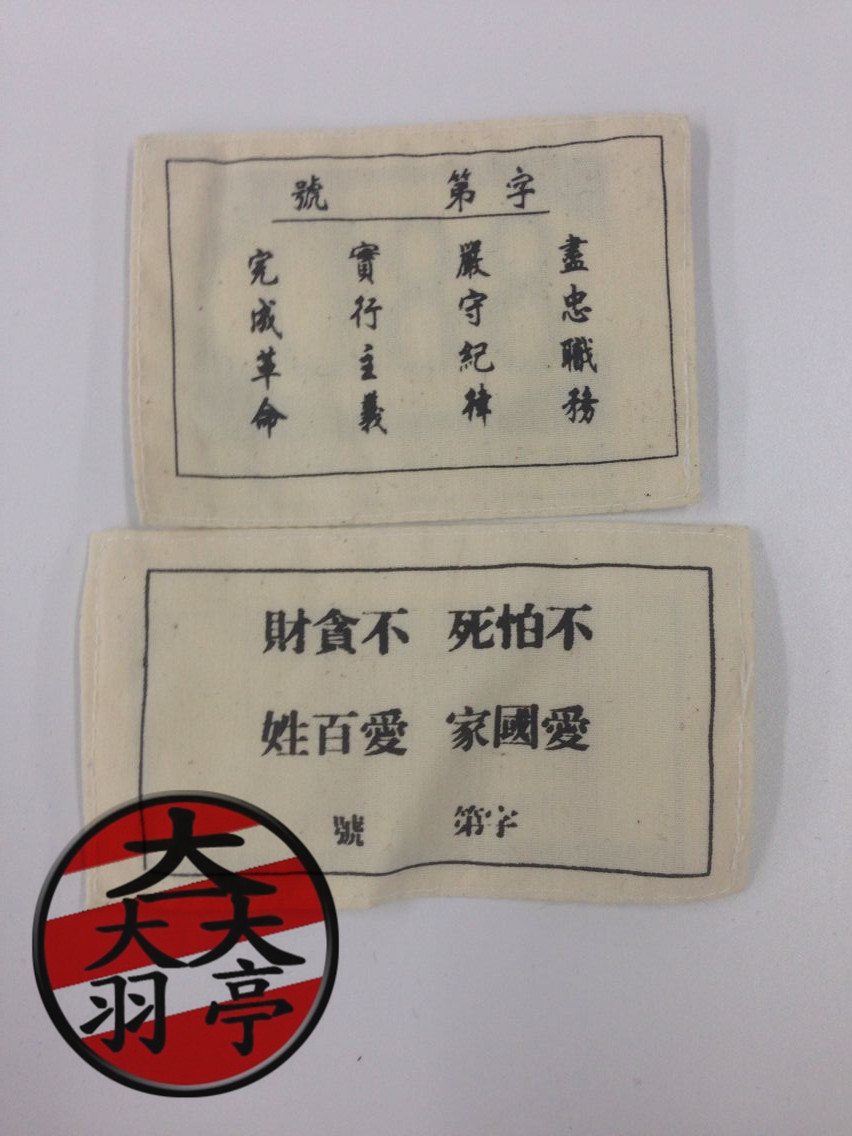 字第 號
盡忠職務
嚴守紀律
實行主義
完成革命
不怕死 不貪財
愛國家 愛百姓
字第 號
大
大大
羽亭